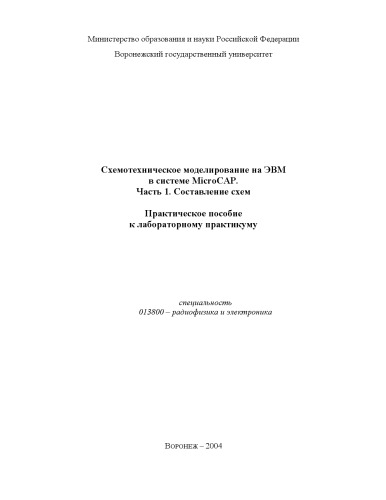 Министерство образования и науки Российской Федерации
Воронежский государственный университет
Схемотехническое моделирование на ЭВМ
в системе MicroCAP.
Часть 1. Составление схем
Практическое пособие
к лабораторному практикуму
специальность
013800 – радиофизика и электроника
ВОРОНЕЖ – 2004